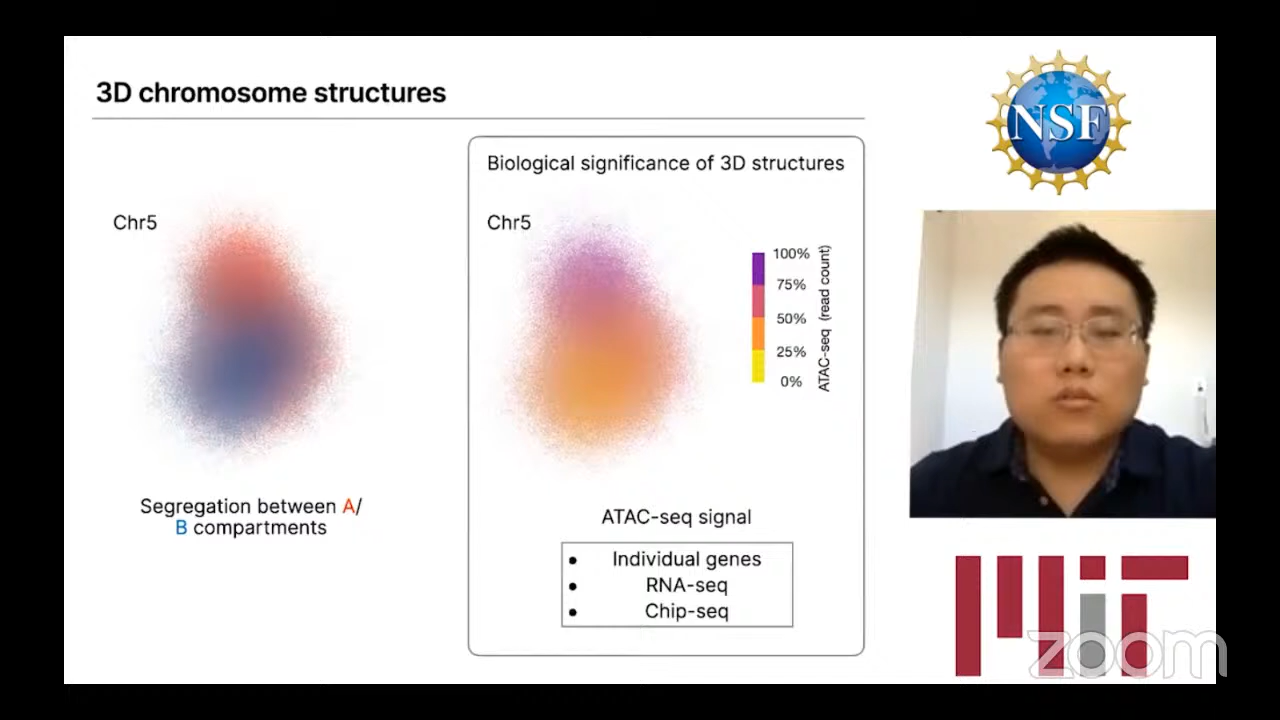 3D chromosome structures
Chr5
Segregation between A/
B compartments
Biological significance of 3D structures
Chr5
100%
75%
50%
25%
0%
ATAC-seq (read count)
ATAC-seq signal
• Individual genes
• RNA-seq
• Chip-seq
NSF
MIT
zoom